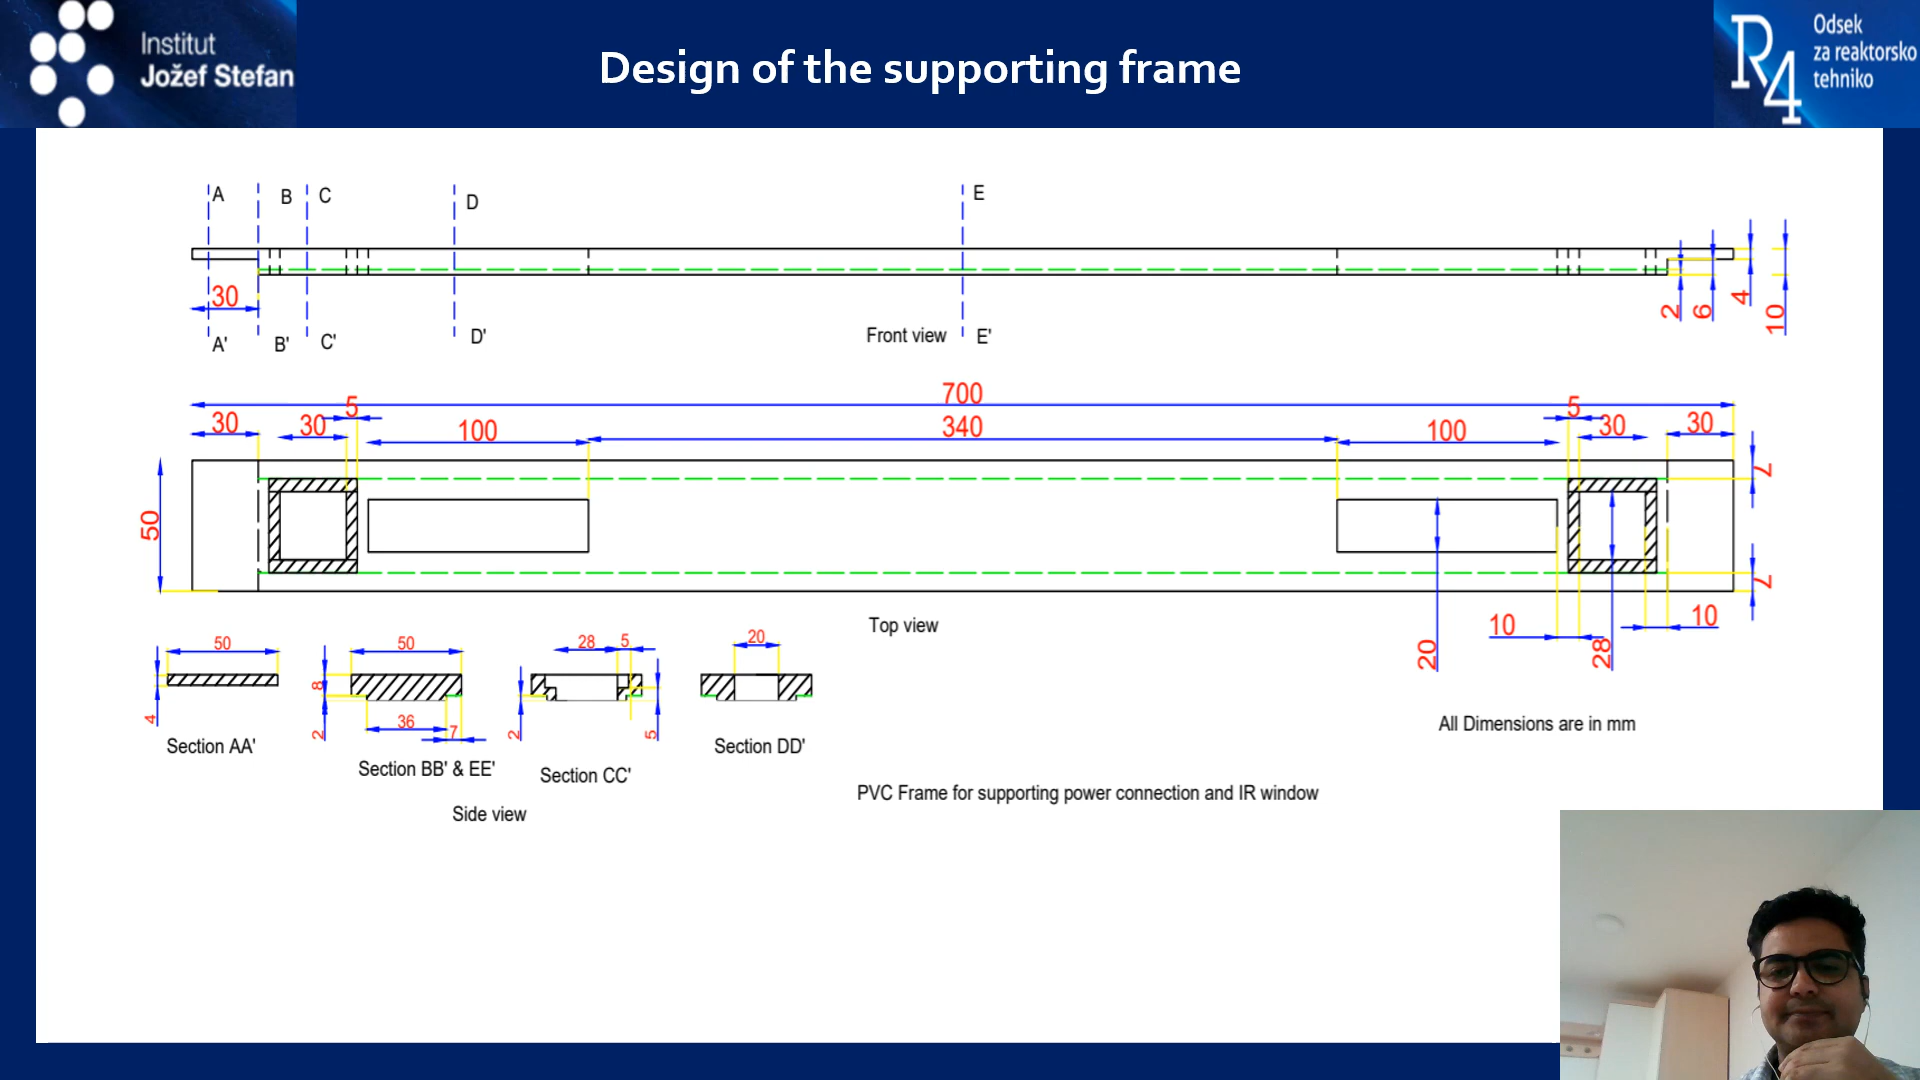 Institut
Jožef Stefan
Design of the supporting frame
R4
Odsek
za reaktorsko
tehniko
A B C D E
30
2 6 4 10
A' B' C' D' Front view E'
700
5 5
30 30 100 340 100 30 30
7
50
7
10 10
20 28
Top view
50 50 28 5 20
8
4 2 36 7 2 5
Section AA' Section DD'
Section BB' & EE' Section CC'
All Dimensions are in mm
PVC Frame for supporting power connection and IR window
Side view